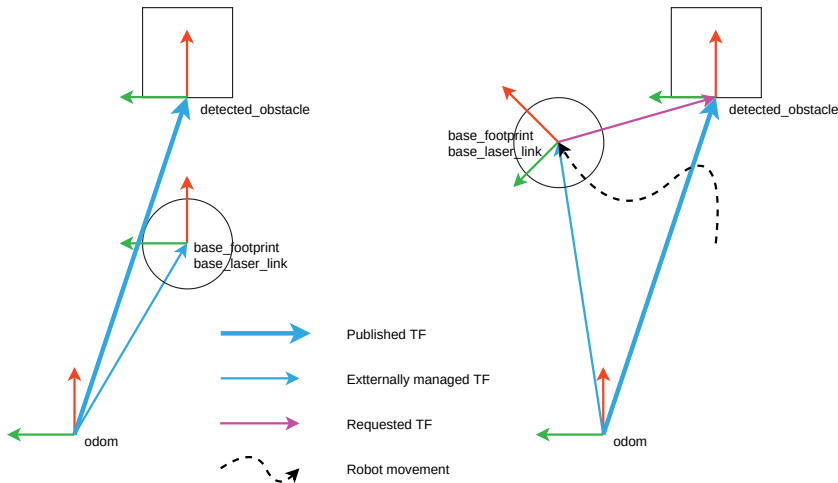 detected_obstacle
base_footprint
base_laser_link
odom
Published TF
Extternally managed TF
Requested TF
Robot movement
detected_obstacle
base_footprint
base_laser_link
odom